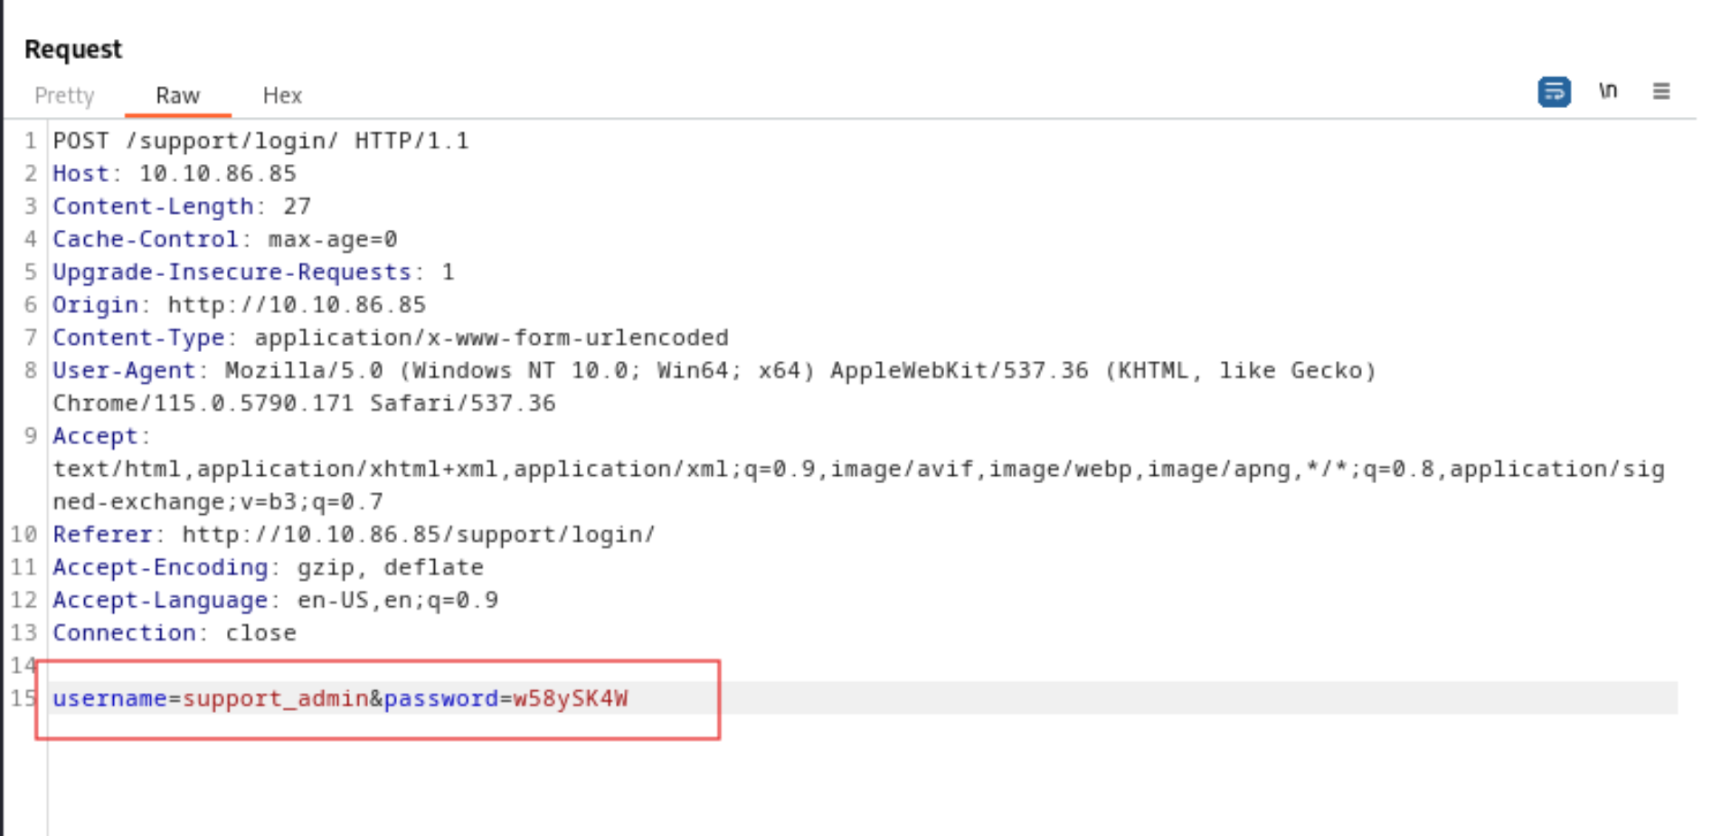 Request
Pretty Raw Hex \n
1 POST /support/login/ HTTP/1.1
2 Host: 10.10.86.85
3 Content-Length: 27
4 Cache-Control: max-age=0
5 Upgrade-Insecure-Requests: 1
6 Origin: http://10.10.86.85
7 Content-Type: application/x-www-form-urlencoded
8 User-Agent: Mozilla/5.0 (Windows NT 10.0; Win64; x64) AppleWebKit/537.36 (KHTML, like Gecko)
Chrome/115.0.5790.171 Safari/537.36
9 Accept:
text/html,application/xhtml+xml,application/xml;q=0.9,image/avif,image/webp,image/apng,*/*;q=0.8,application/sig
ned-exchange;v=b3;q=0.7
10 Referer: http://10.10.86.85/support/login/
11 Accept-Encoding: gzip, deflate
12 Accept-Language: en-US,en;q=0.9
13 Connection: close
14
15 username=support_admin&password=w58ySK4W